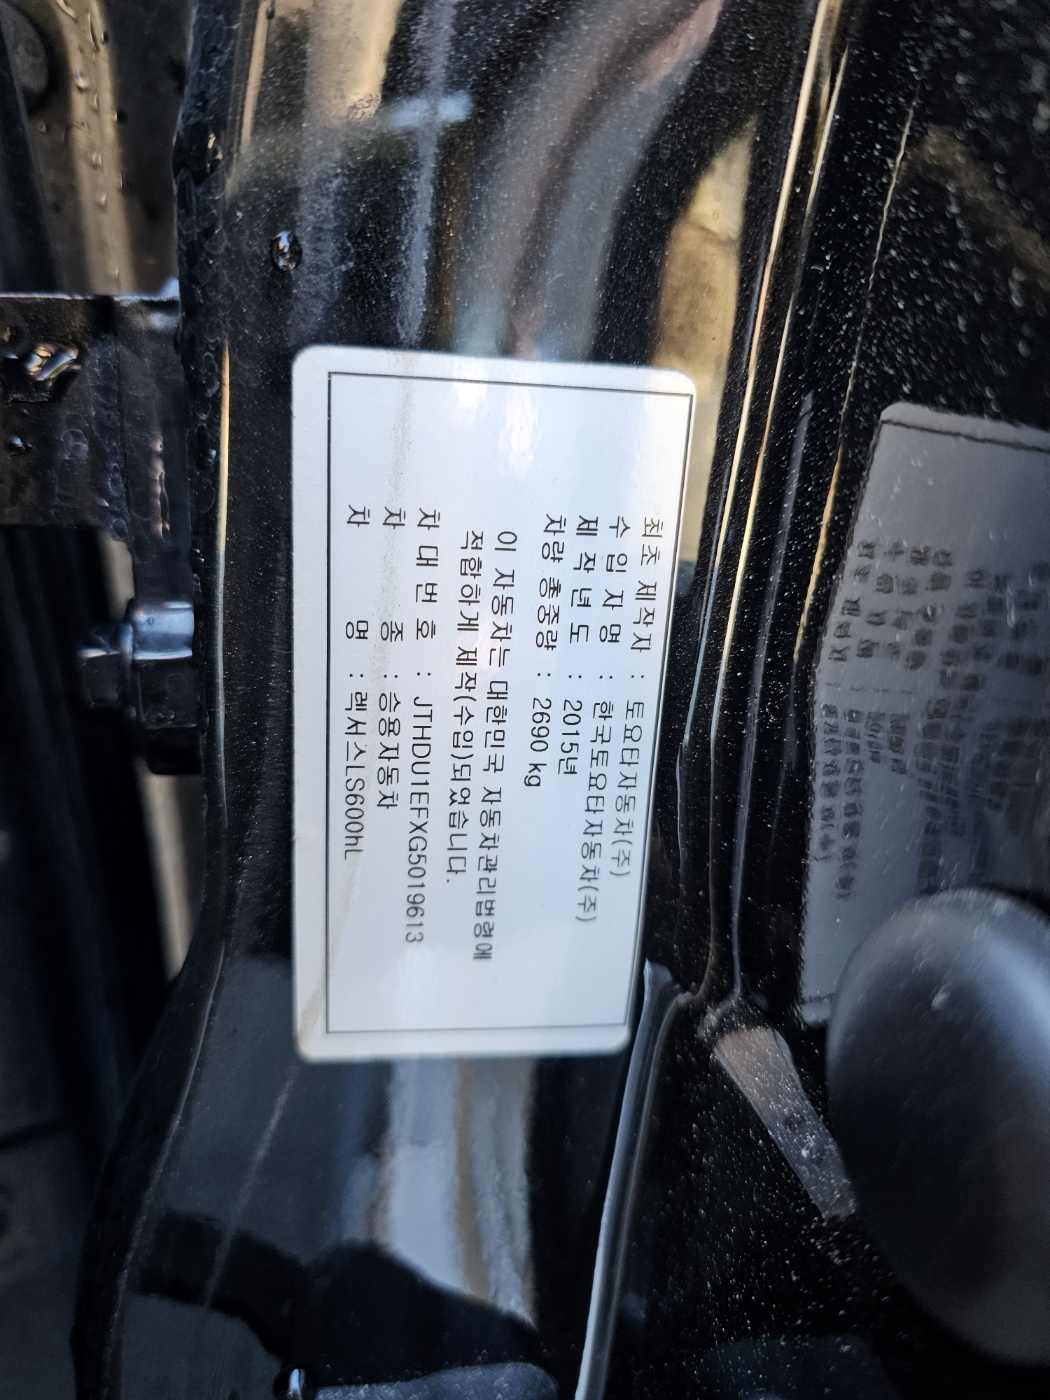 최초 제작자 : 토요타자동차(주)
수 입 자 명 : 한국토요타자동차(주)
제 작 년 도 : 2015년
차량 총중량 : 2690 kg
이 자동차는 대한민국 자동차관리법령에
적합하게 제작(수입)되었습니다.
차 대 번 호 : JTHDU1EFXG5019613
차 종 : 승용자동차
차 명 : 렉서스LS600hL